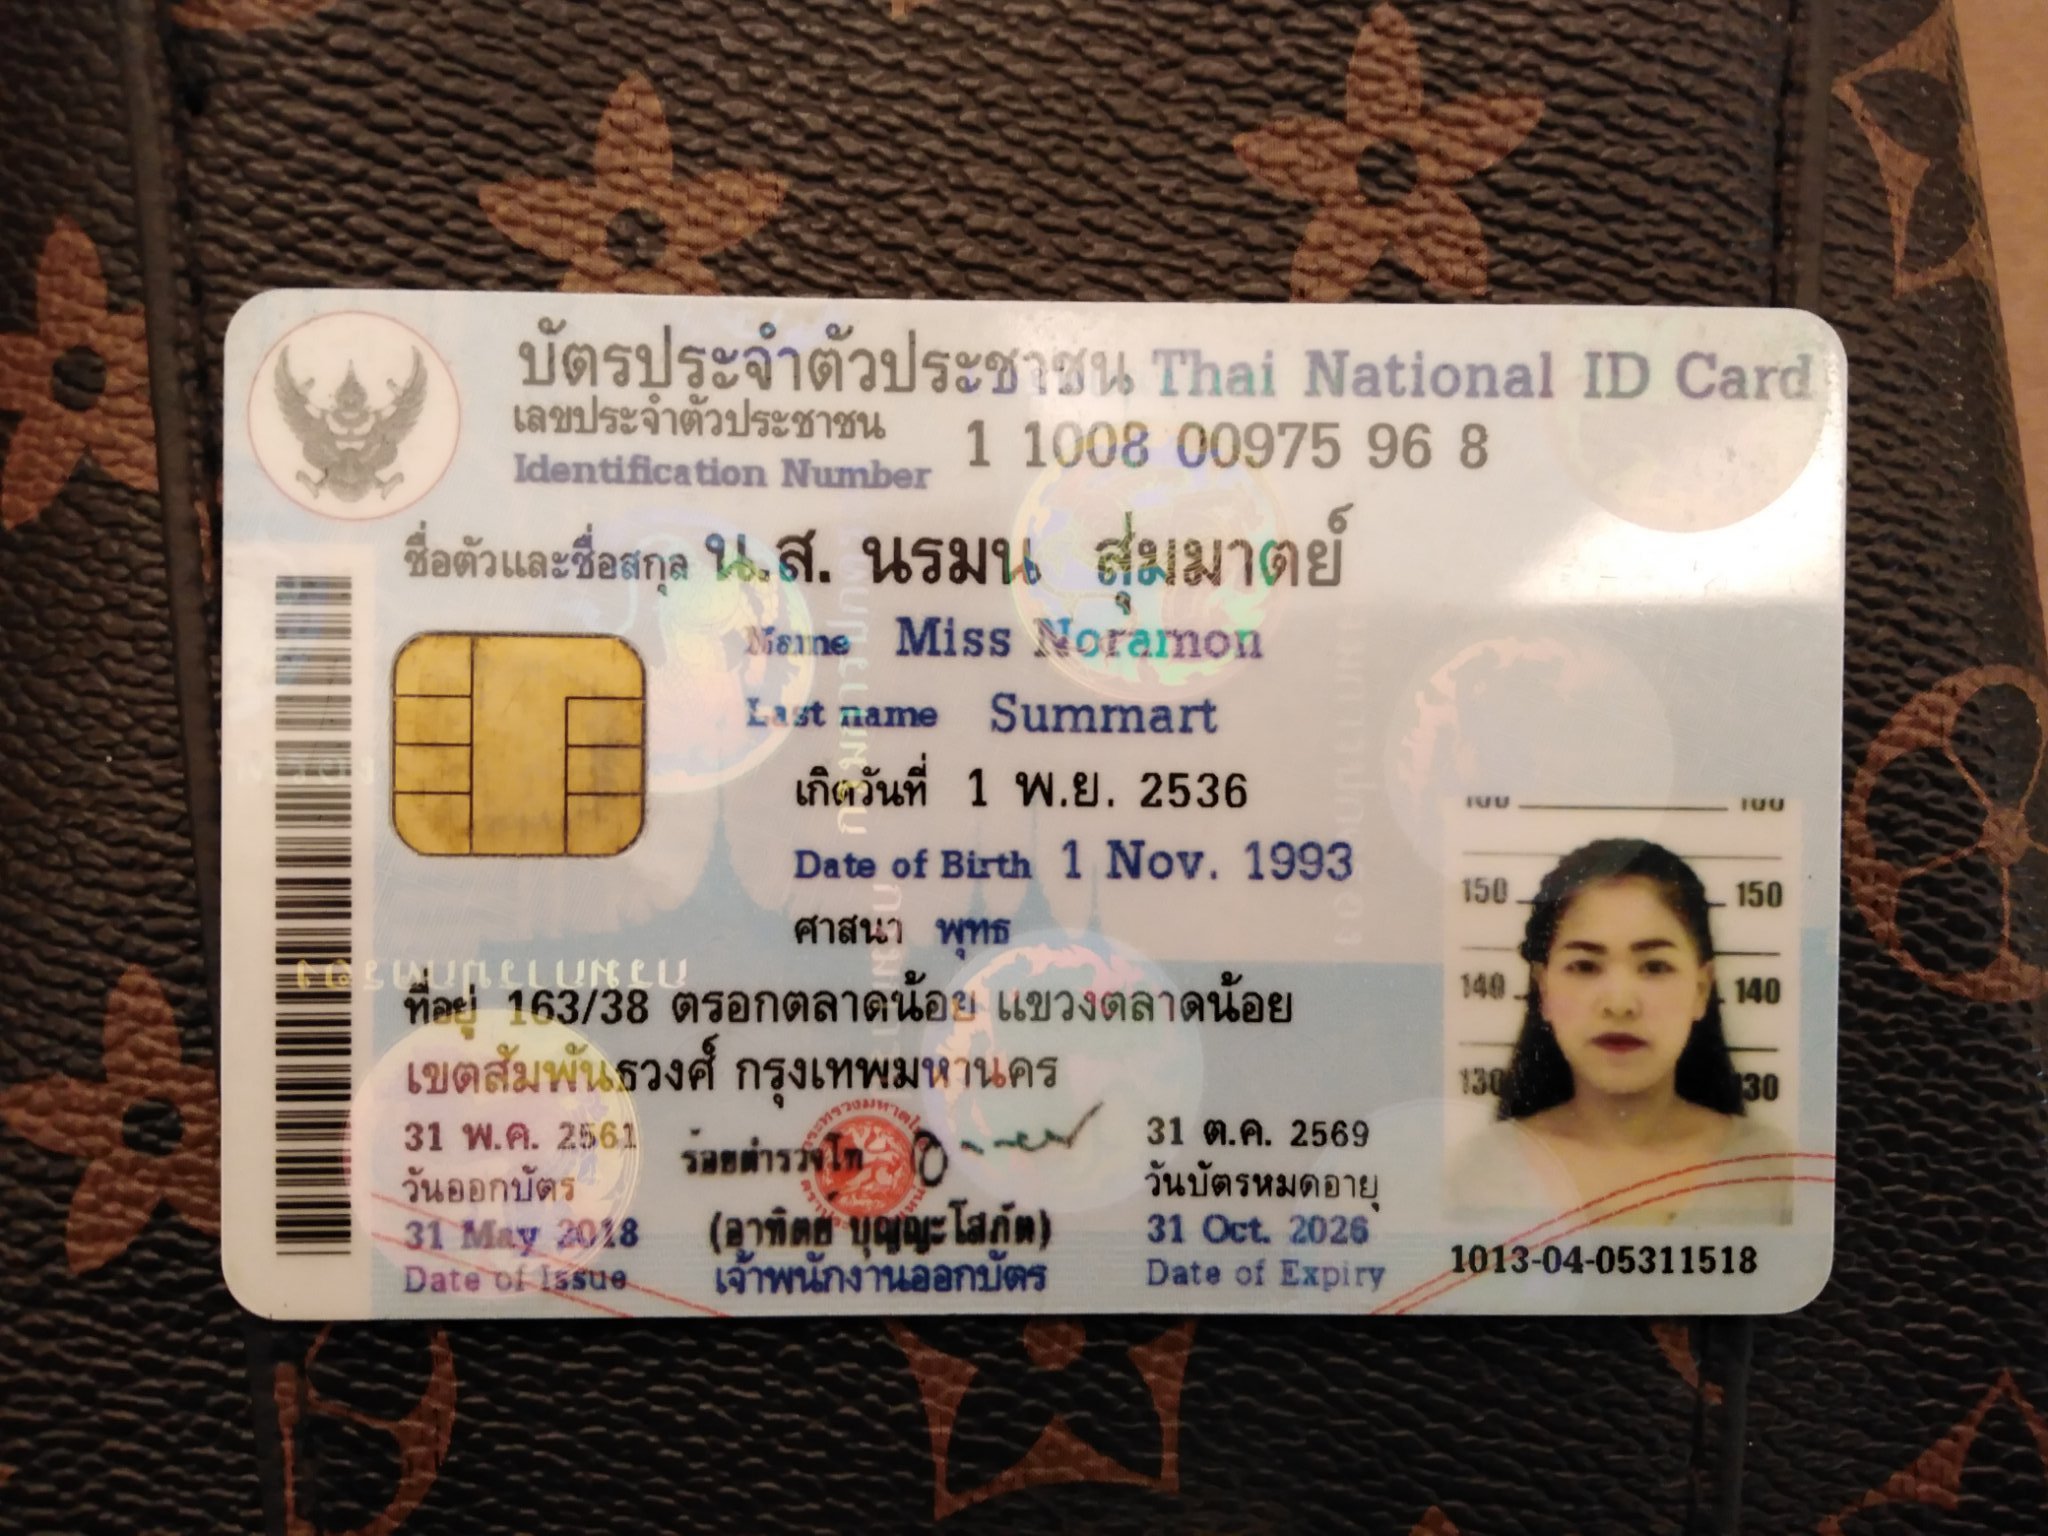 บัตรประจำตัวประชาชน Thai National ID Card
เลขประจำตัวประชาชน
Identification Number 1 1008 00975 96 8
ชื่อตัวและชื่อสกุล น.ส. นรมน สุมมาตย์
Name Miss Noramon
Last name Summart
เกิดวันที่ 1 พ.ย. 2536
Date of Birth 1 Nov. 1993
ศาสนา พุทธ
ที่อยู่ 163/38 ตรอกตลาดน้อย แขวงตลาดน้อย
เขตสัมพันธวงศ์ กรุงเทพมหานคร
31 พ.ค. 2561
วันออกบัตร
31 May 2018
Date of Issue
ร้อยตำรวจโท
(อาทิตย์ บุญญะโสภัต)
เจ้าพนักงานออกบัตร
31 ต.ค. 2569
วันบัตรหมดอายุ
31 Oct. 2026
Date of Expiry
150 150
140 140
130 130
1013-04-05311518